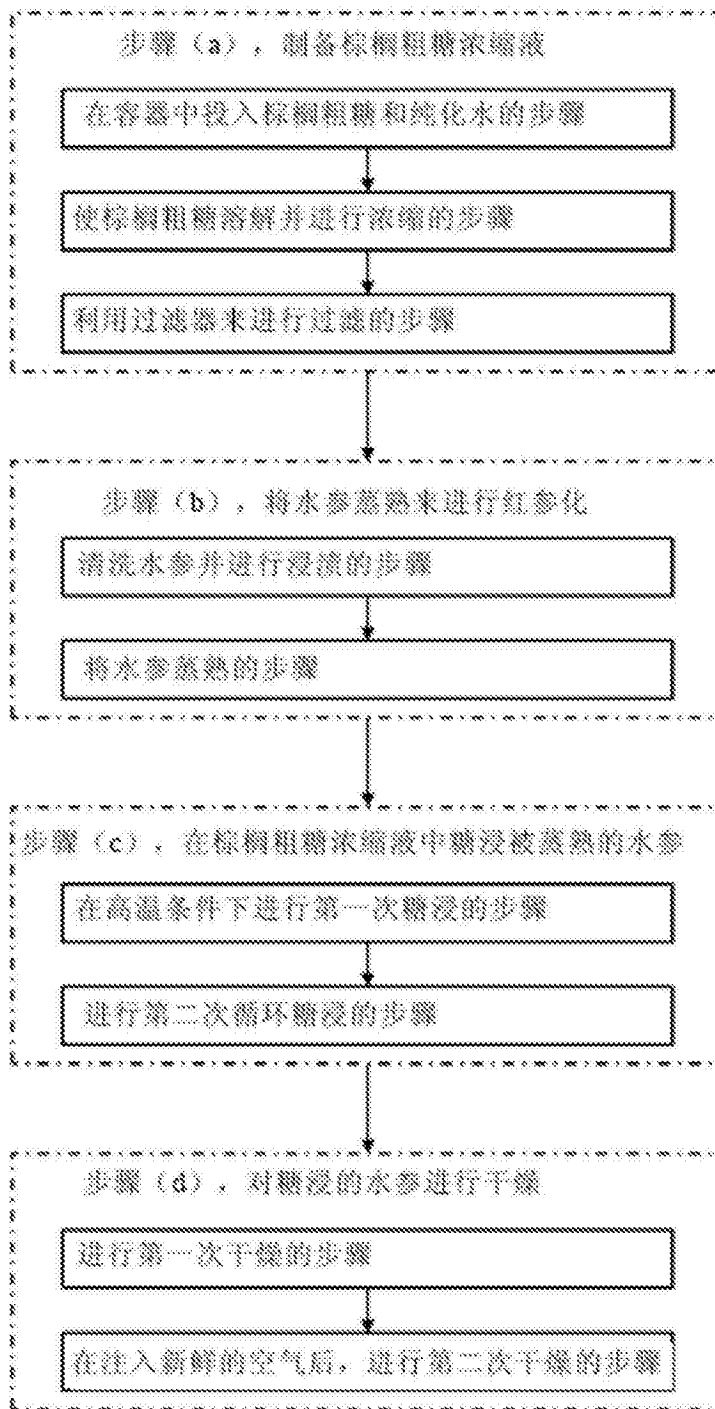 步骤（a），制备棕榈粗糖浓缩液
在容器中投入棕榈粗糖和纯化水的步骤
使棕榈粗糖溶解并进行浓缩的步骤
利用过滤器来进行过滤的步骤
步骤（b），将水参蒸熟来进行红参化
清洗水参并进行浸渍的步骤
将水参蒸熟的步骤
步骤（c），在棕榈粗糖浓缩液中糖浸被蒸熟的水参
在高温条件下进行第一次糖浸的步骤
进行第二次循环糖浸的步骤
步骤（d），对糖浸的水参进行干燥
进行第一次干燥的步骤
在注入新鲜的空气后，进行第二次干燥的步骤